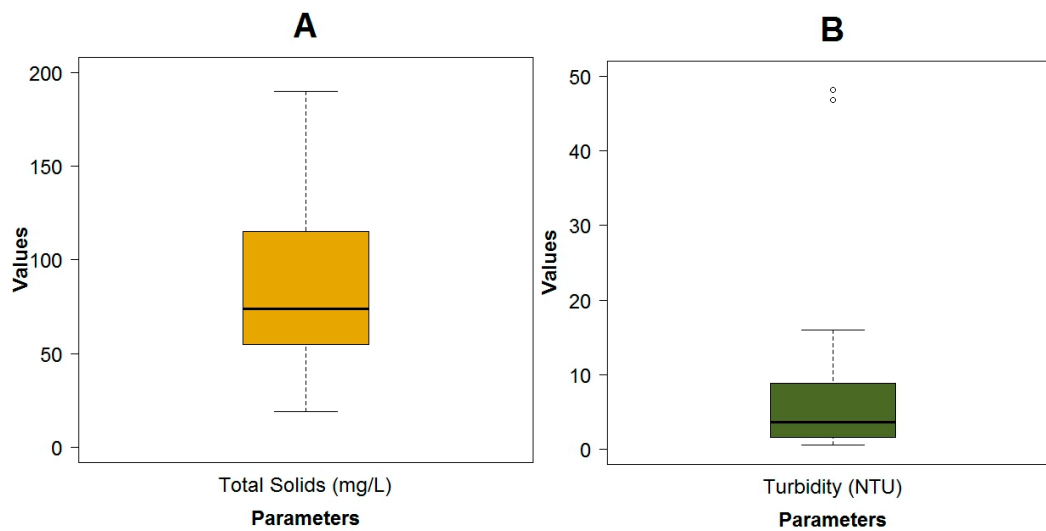 A
200
150
100
50
0
Values
Total Solids (mg/L)
Parameters
B
50
40
30
20
10
0
Values
Turbidity (NTU)
Parameters